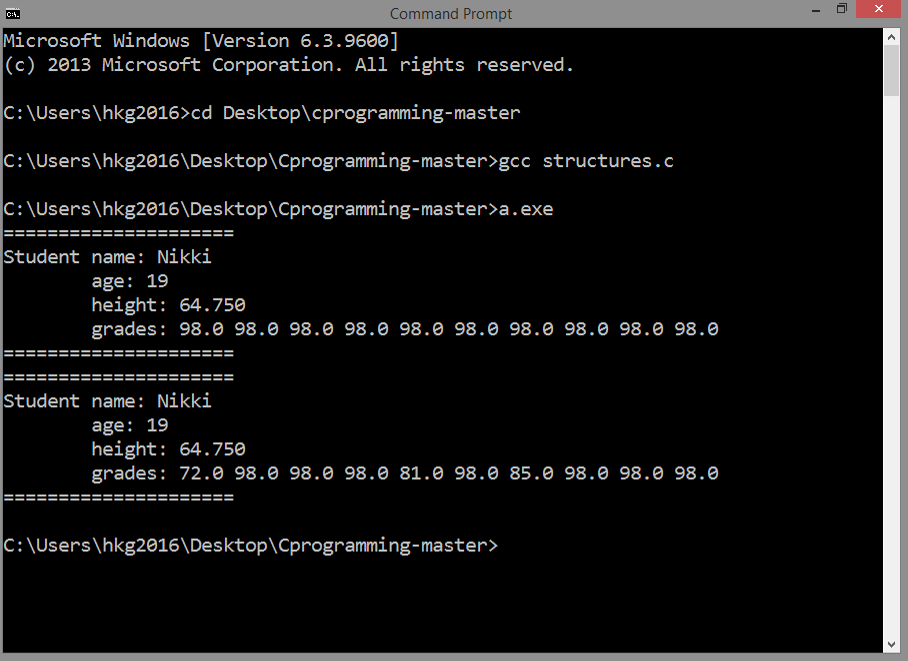 Command Prompt
Microsoft Windows [Version 6.3.9600]
(c) 2013 Microsoft Corporation. All rights reserved.
C:\Users\hkg2016>cd Desktop\cprogramming-master
C:\Users\hkg2016\Desktop\Cprogramming-master>gcc structures.c
C:\Users\hkg2016\Desktop\Cprogramming-master>a.exe
=====================
Student name: Nikki
        age: 19
        height: 64.750
        grades: 98.0 98.0 98.0 98.0 98.0 98.0 98.0 98.0 98.0 98.0
=====================
=====================
Student name: Nikki
        age: 19
        height: 64.750
        grades: 72.0 98.0 98.0 98.0 81.0 98.0 85.0 98.0 98.0 98.0
=====================
C:\Users\hkg2016\Desktop\Cprogramming-master>